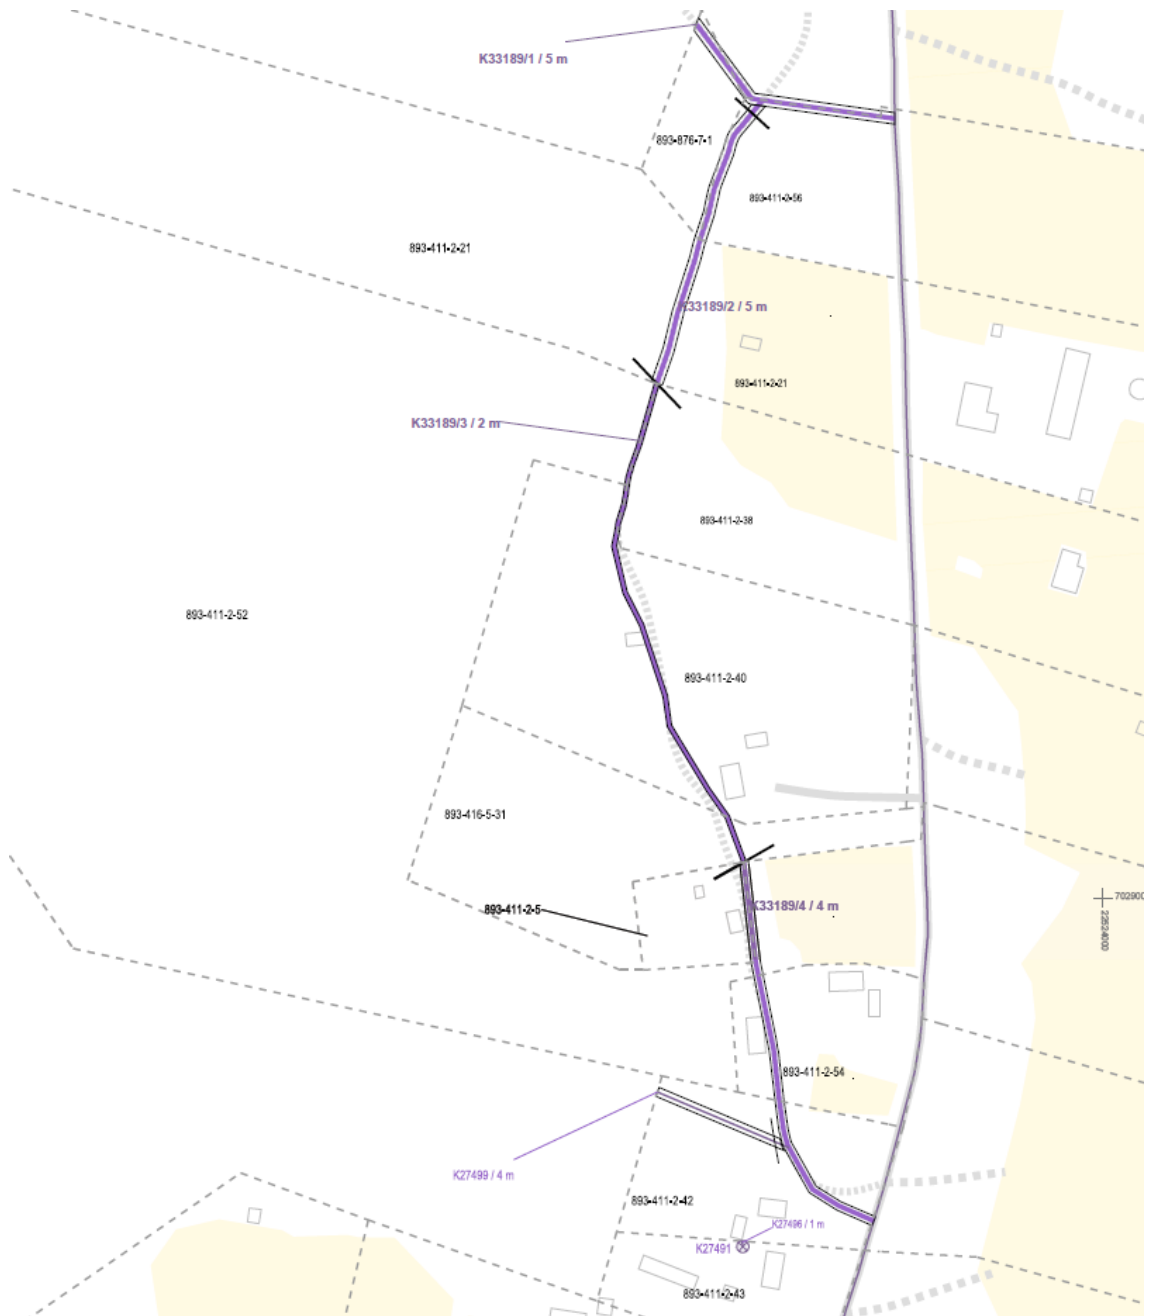 K33189/1 / 5 m
893-876-7-1
893-411-2-56
893-411-2-21
K33189/2 / 5 m
893-411-2-21
K33189/3 / 2 m
893-411-2-38
893-411-2-52
893-411-2-40
893-416-5-31
K33189/4 / 4 m
893-411-2-5
702900
22524000
893-411-2-54
K27499 / 4 m
893-411-2-42
K27496 / 1 m
K27491
893-411-2-43